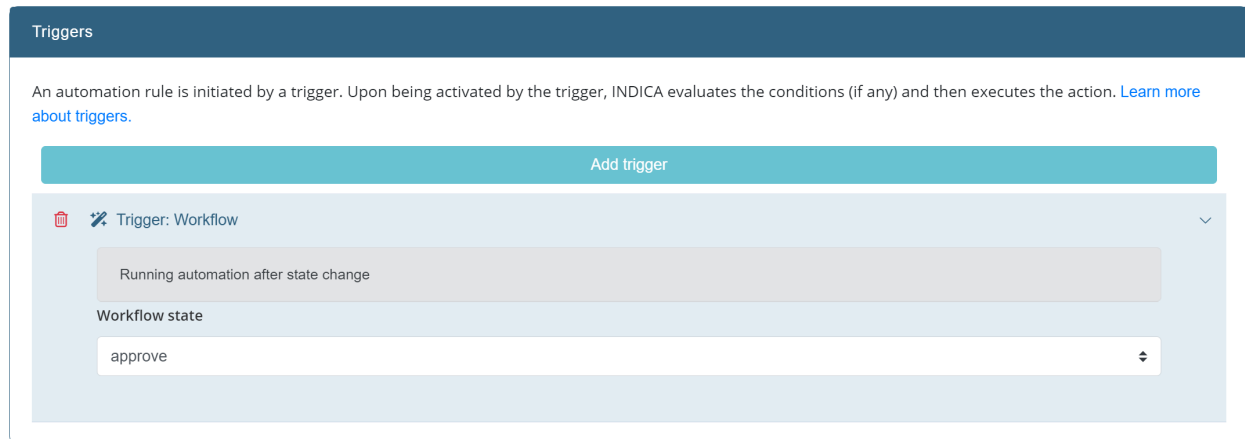 Triggers
An automation rule is initiated by a trigger. Upon being activated by the trigger, INDICA evaluates the conditions (if any) and then executes the action. Learn more
about triggers.
Add trigger
Trigger: Workflow
Running automation after state change
Workflow state
approve